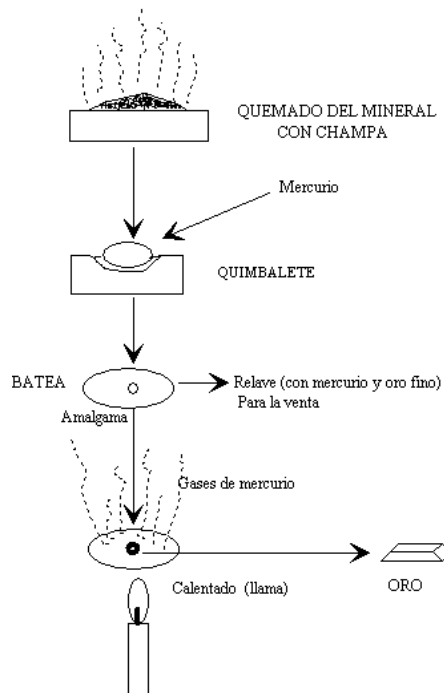 QUEMADO DEL MINERAL
CON CHAMPA
Mercurio
QUIMBALETE
BATEA
Relave (con mercurio y oro fino)
Para la venta
Amalgama
Gases de mercurio
Calentado (llama)
ORO